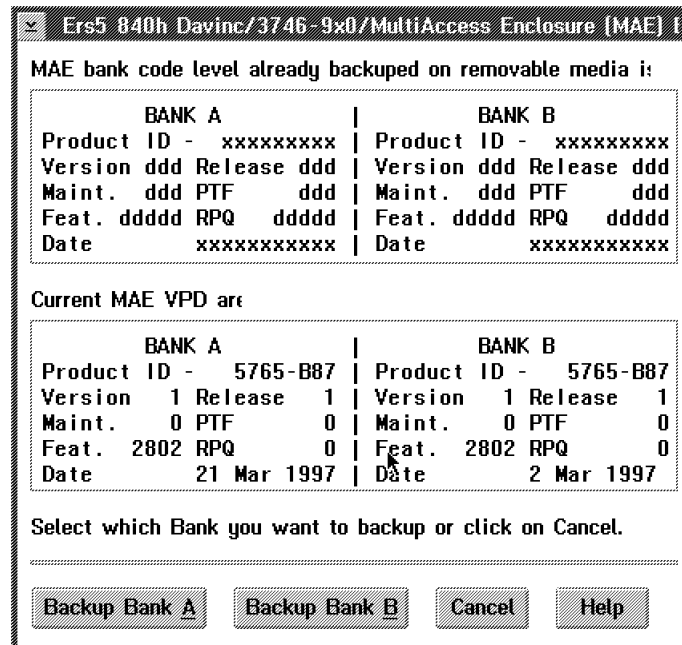 Ers5 840h Davinc/3746-9x0/MultiAccess Enclosure (MAE)
MAE bank code level already backuped on removable media is
BANK A | BANK B
Product ID - xxxxxxxxx | Product ID - xxxxxxxxx
Version ddd Release ddd | Version ddd Release ddd
Maint. ddd PTF ddd | Maint. ddd PTF ddd
Feat. ddddd RPQ ddddd | Feat. ddddd RPQ ddddd
Date xxxxxxxxxxx | Date xxxxxxxxxxx
Current MAE VPD are
BANK A | BANK B
Product ID - 5765-B87 | Product ID - 5765-B87
Version 1 Release 1 | Version 1 Release 1
Maint. 0 PTF 0 | Maint. 0 PTF 0
Feat. 2802 RPQ 0 | Feat. 2802 RPQ 0
Date 21 Mar 1997 | Date 2 Mar 1997
Select which Bank you want to backup or click on Cancel.
Backup Bank A Backup Bank B Cancel Help